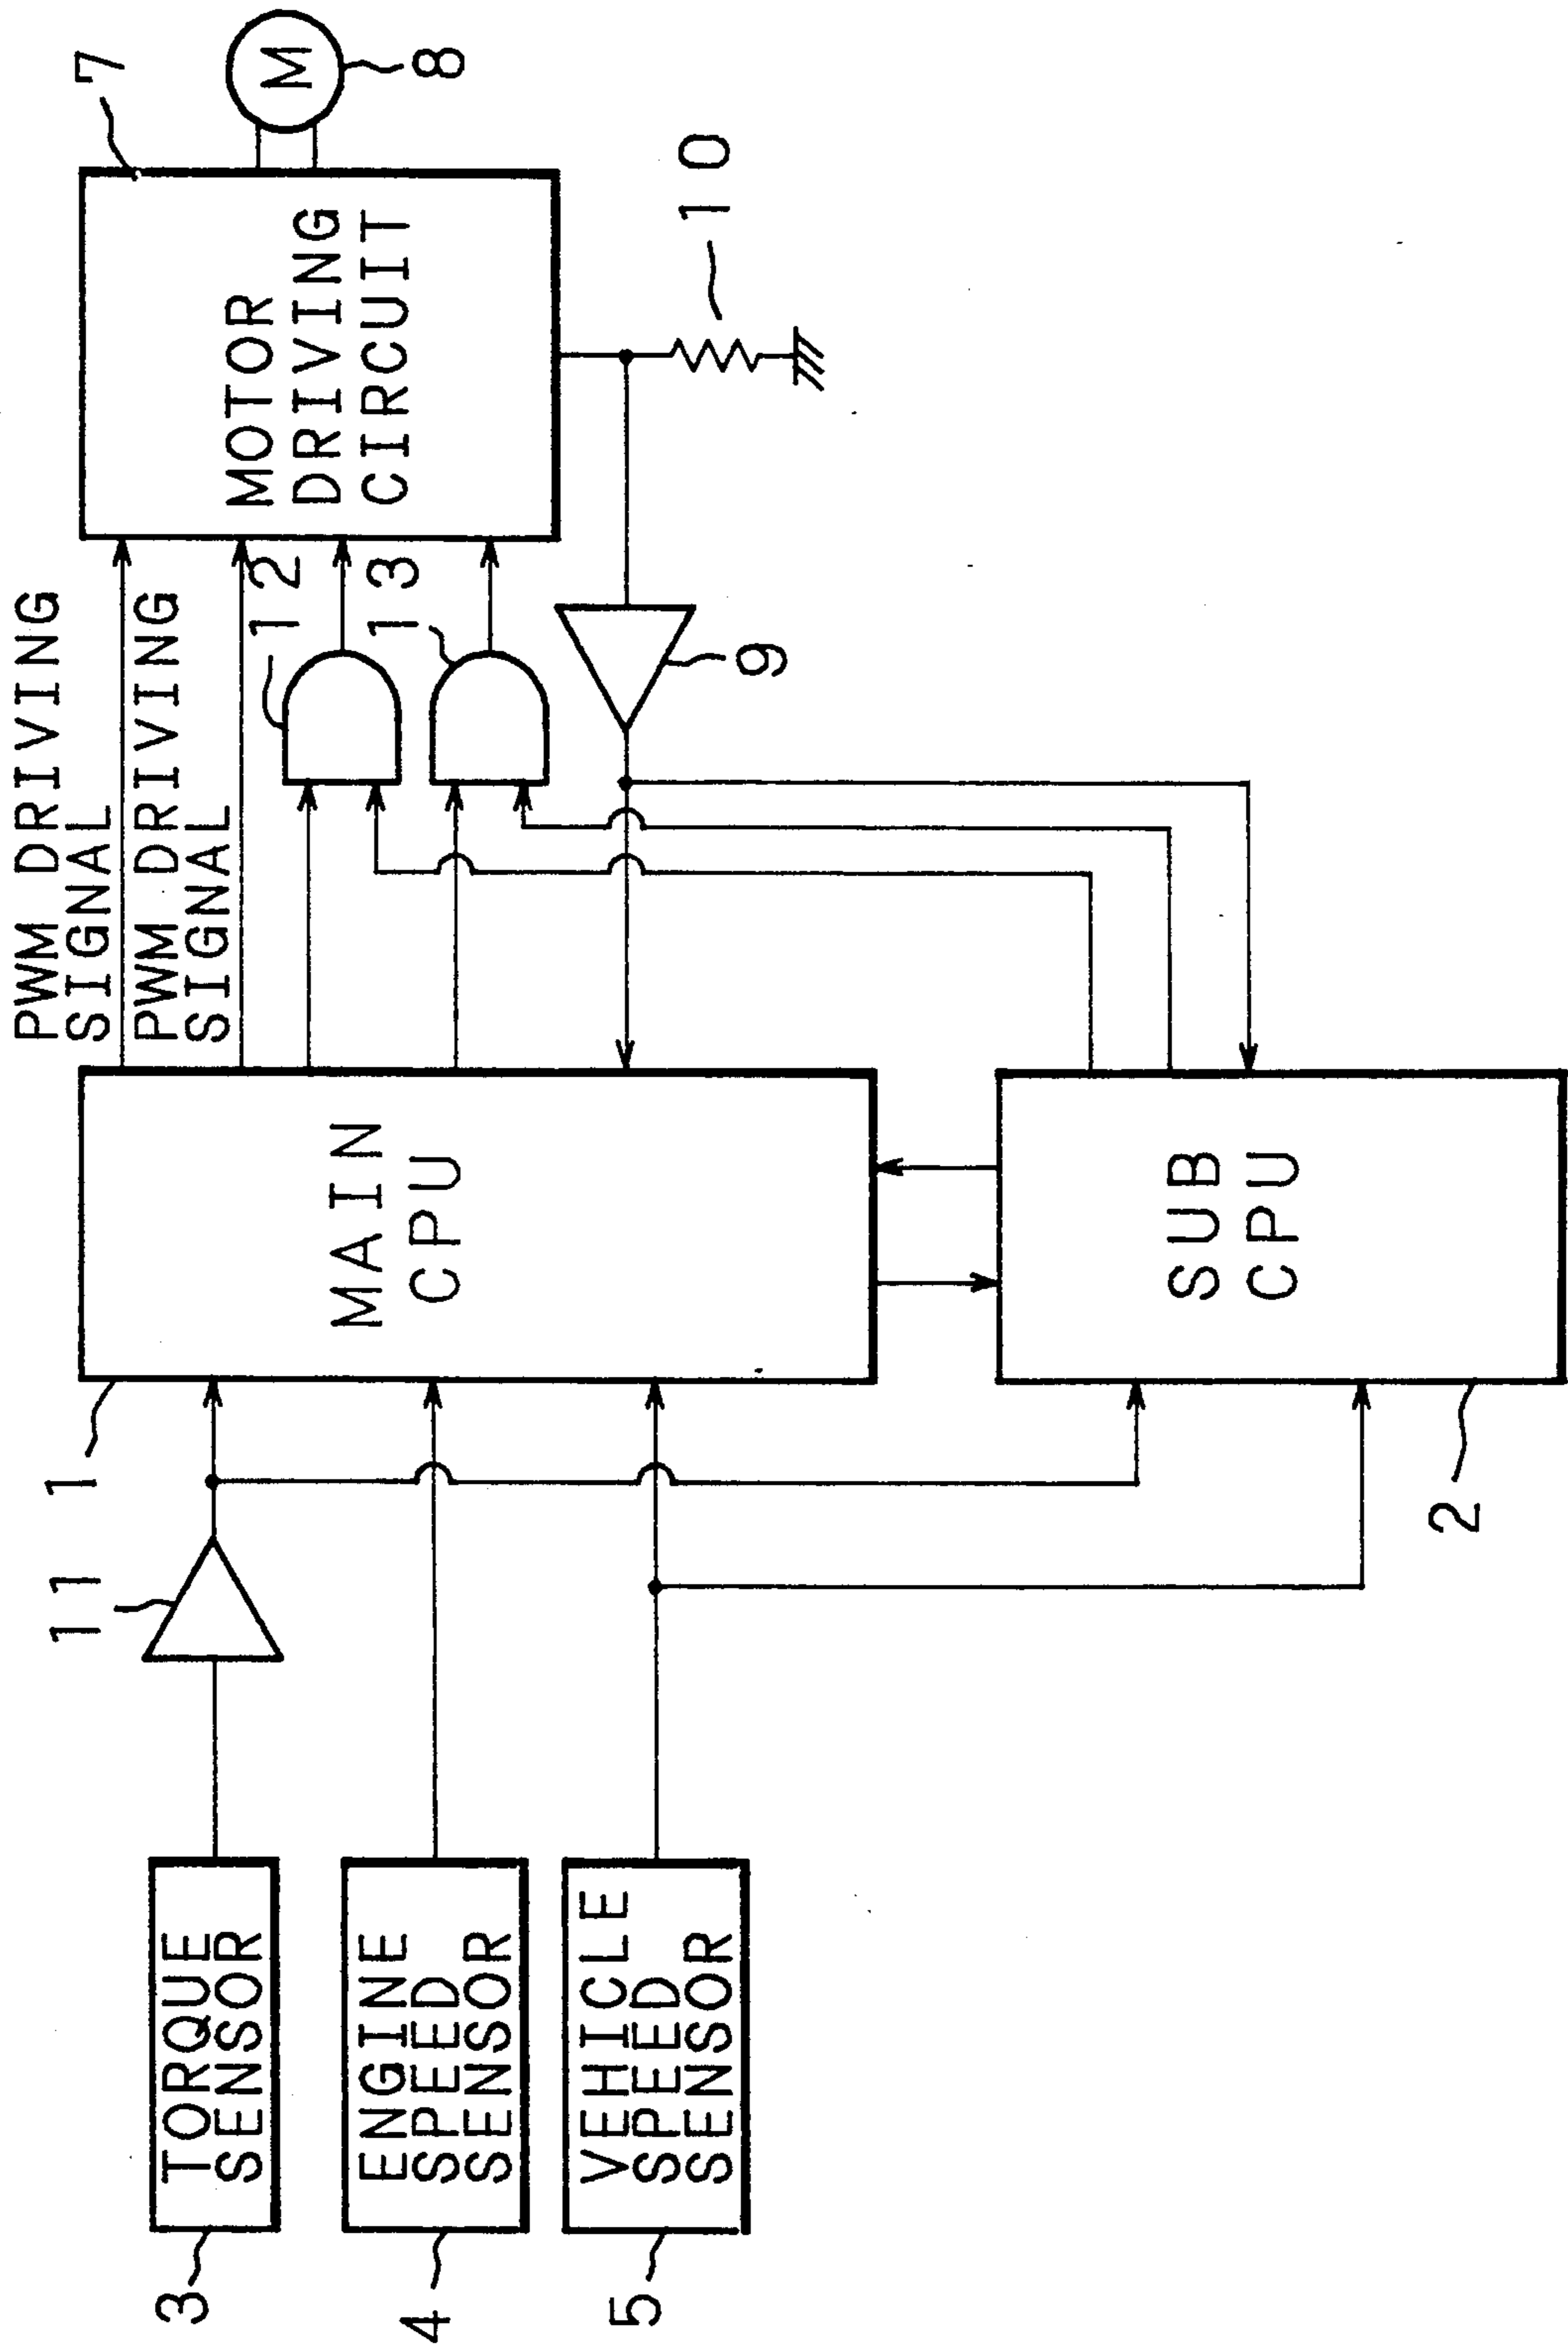 PWM DRIVING
SIGNAL
PWM DRIVING
SIGNAL
7
M
8
MOTOR
DRIVING
CIRCUIT
12
13
10
9
11
1
MAIN
CPU
SUB
CPU
2
3
TORQUE
SENSOR
4
ENGINE
SPEED
SENSOR
5
VEHICLE
SPEED
SENSOR